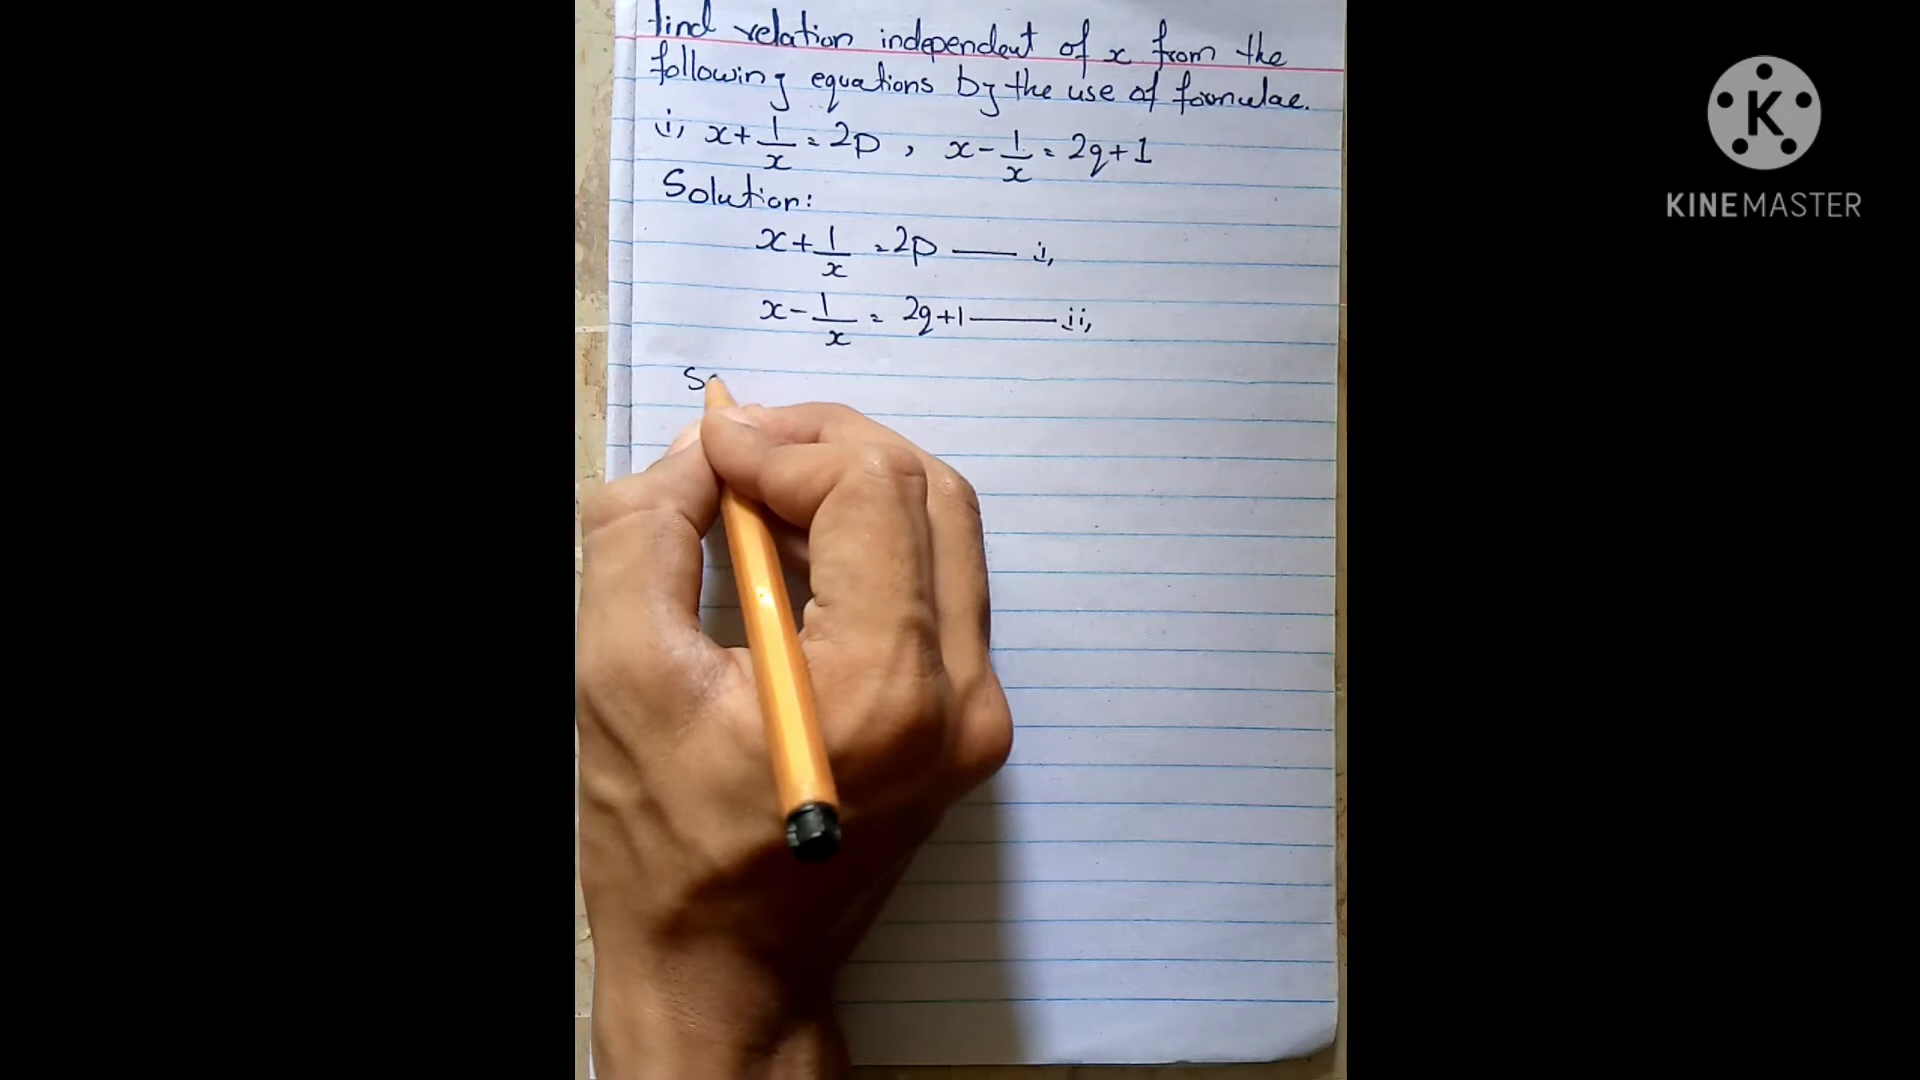 find relation independent of x from the
following equations by the use of formulae.
i, x+1/x=2p, x-1/x=2q+1
Solution:
x+1/x=2p — i,
x-1/x=2q+1 — ii,
S
K
KINEMASTER